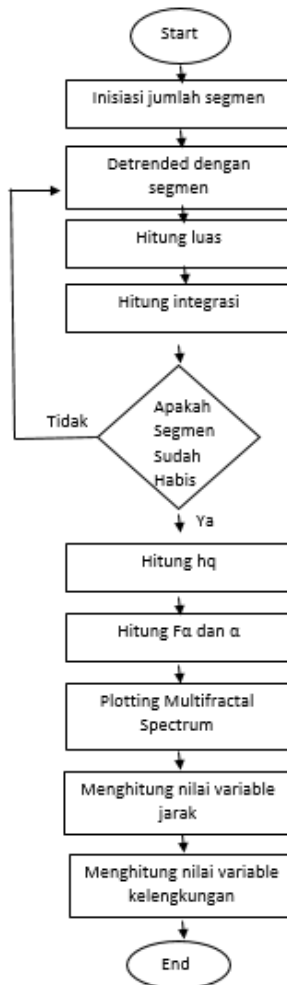 Start
Inisiasi jumlah segmen
Detrended dengan
segmen
Hitung luas
Hitung integrasi
Tidak
Apakah
Segmen
Sudah
Habis
Ya
Hitung hq
Hitung Fα dan α
Plotting Multifractal
Spectrum
Menghitung nilai variable
jarak
Menghitung nilai variable
kelengkungan
End